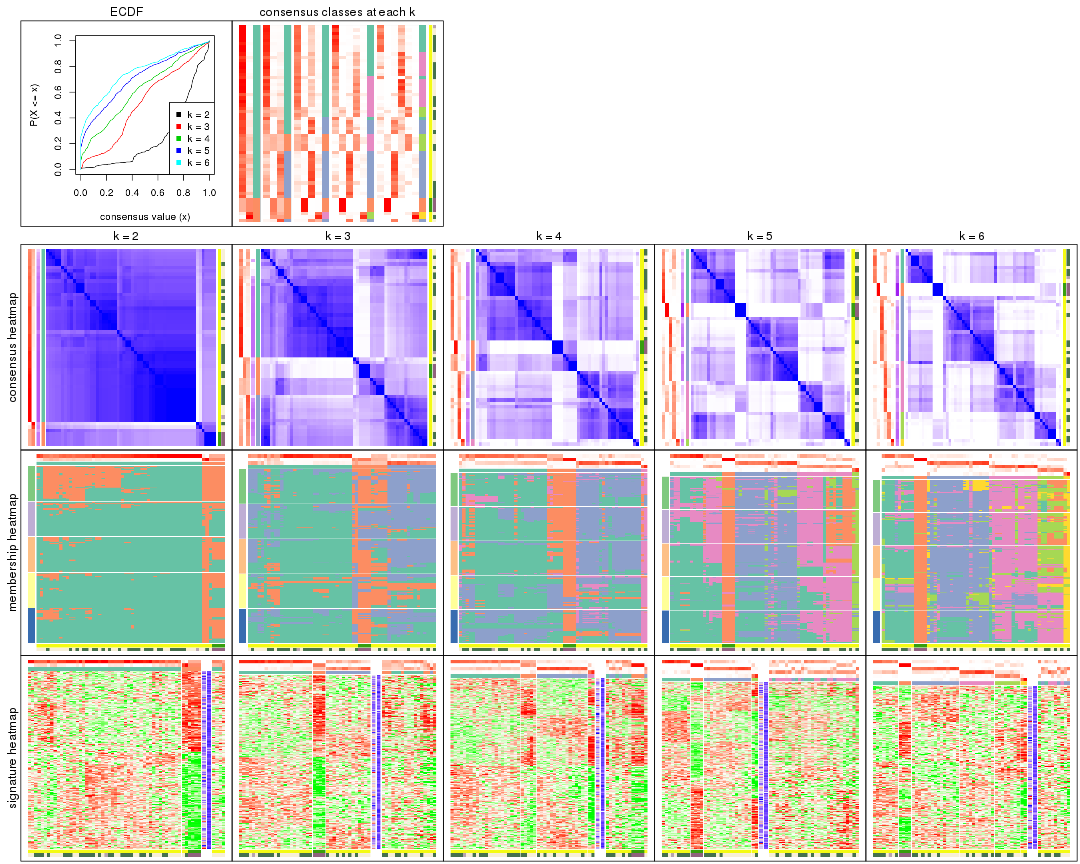 ECDF
consensus classes at each k
P(X <= x)
0.0 0.2 0.4 0.6 0.8 1.0
k = 2
k = 3
k = 4
k = 5
k = 6
0.0 0.2 0.4 0.6 0.8 1.0
consensus value (x)
k = 2
k = 3
k = 4
k = 5
k = 6
consensus heatmap
membership heatmap
signature heatmap